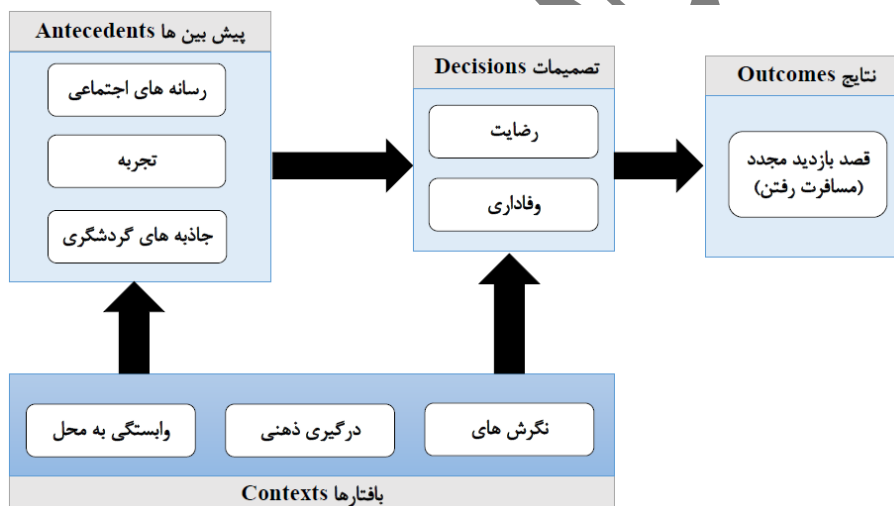 پیش بین ها Antecedents
رسانه های اجتماعی
تجربه
جاذبه های گردشگری
تصمیمات Decisions
رضایت
وفاداری
نتایج Outcomes
قصد بازدید مجدد
(مسافرت رفتن)
وابستگی به محل
درگیری ذهنی
نگرش های
بافتارها Contexts